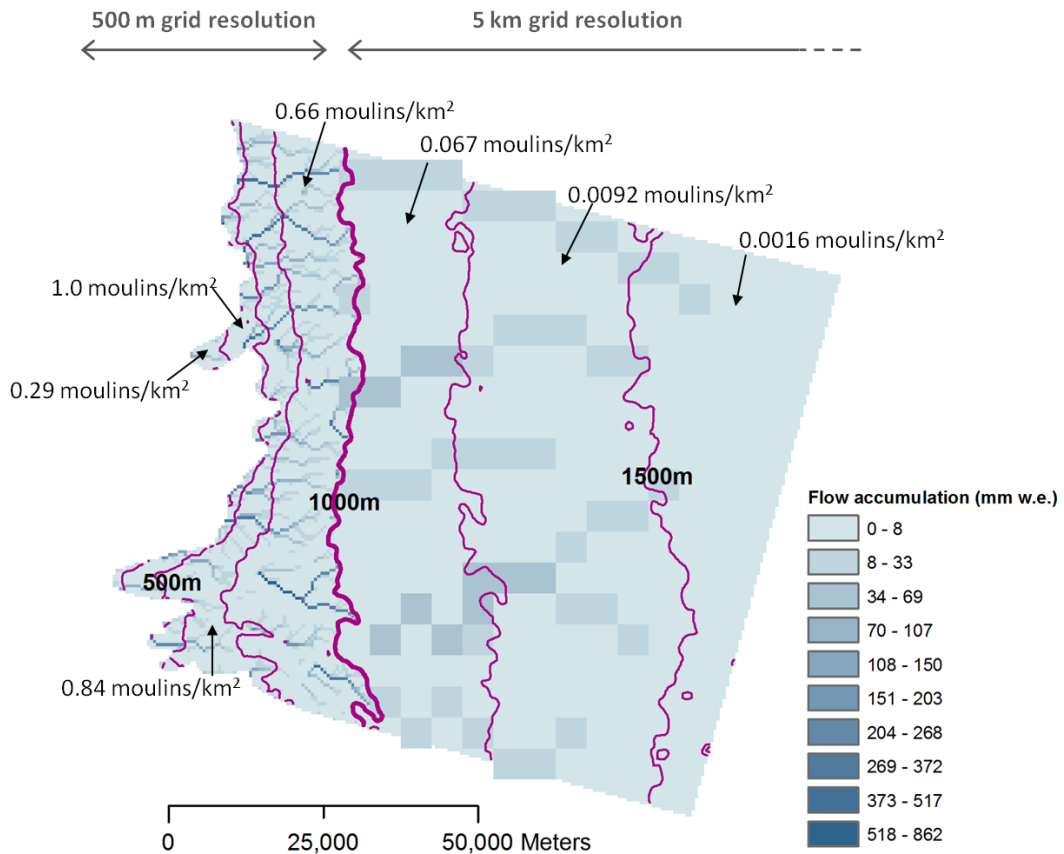 500 m grid resolution
5 km grid resolution
0.66 moulins/km²
0.067 moulins/km²
0.0092 moulins/km²
0.0016 moulins/km²
1.0 moulins/km²
0.29 moulins/km²
1000m
1500m
500m
0.84 moulins/km²
Flow accumulation (mm w.e.)
0 - 8
8 - 33
34 - 69
70 - 107
108 - 150
151 - 203
204 - 268
269 - 372
373 - 517
518 - 862
0 25,000 50,000 Meters